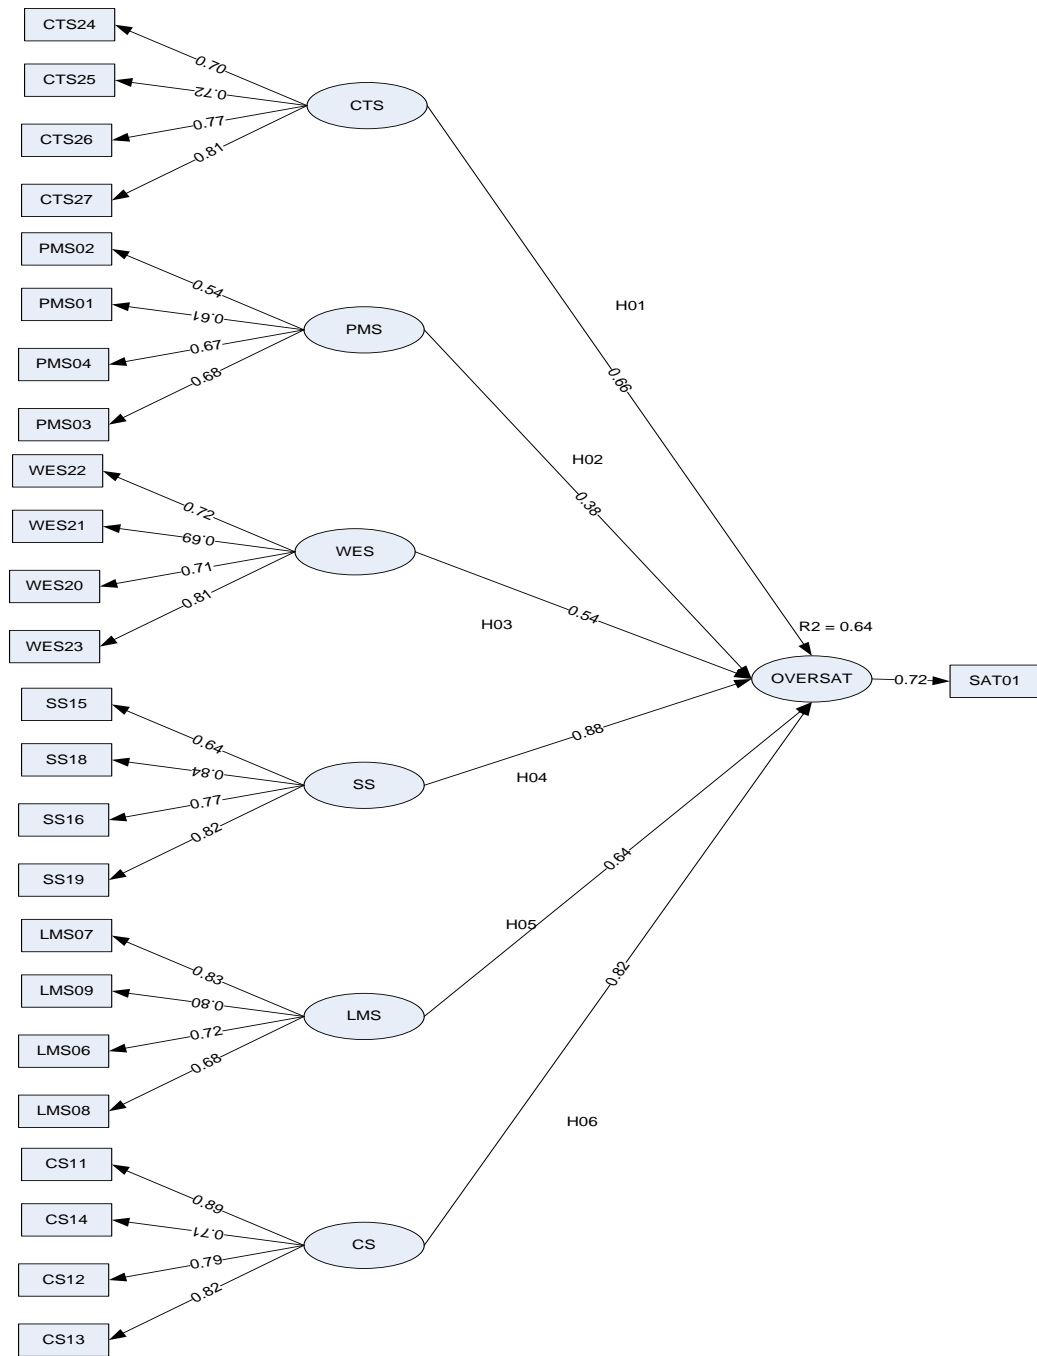 CTS24
0.70
CTS25
0.72
CTS
CTS26
0.77
CTS27
0.81
PMS02
0.54
PMS01
0.61
PMS
PMS04
0.67
PMS03
0.68
H01
0.66
H02
0.38
WES22
0.72
WES21
0.69
WES
WES20
0.71
WES23
0.81
H03
0.54
R2 = 0.64
OVERSAT
0.72
SAT01
SS15
0.64
SS18
0.84
SS
SS16
0.77
SS19
0.82
0.88
H04
LMS07
0.83
LMS09
0.80
LMS
LMS06
0.72
LMS08
0.68
0.64
H05
0.82
H06
CS11
0.89
CS14
0.71
CS
CS12
0.79
CS13
0.82